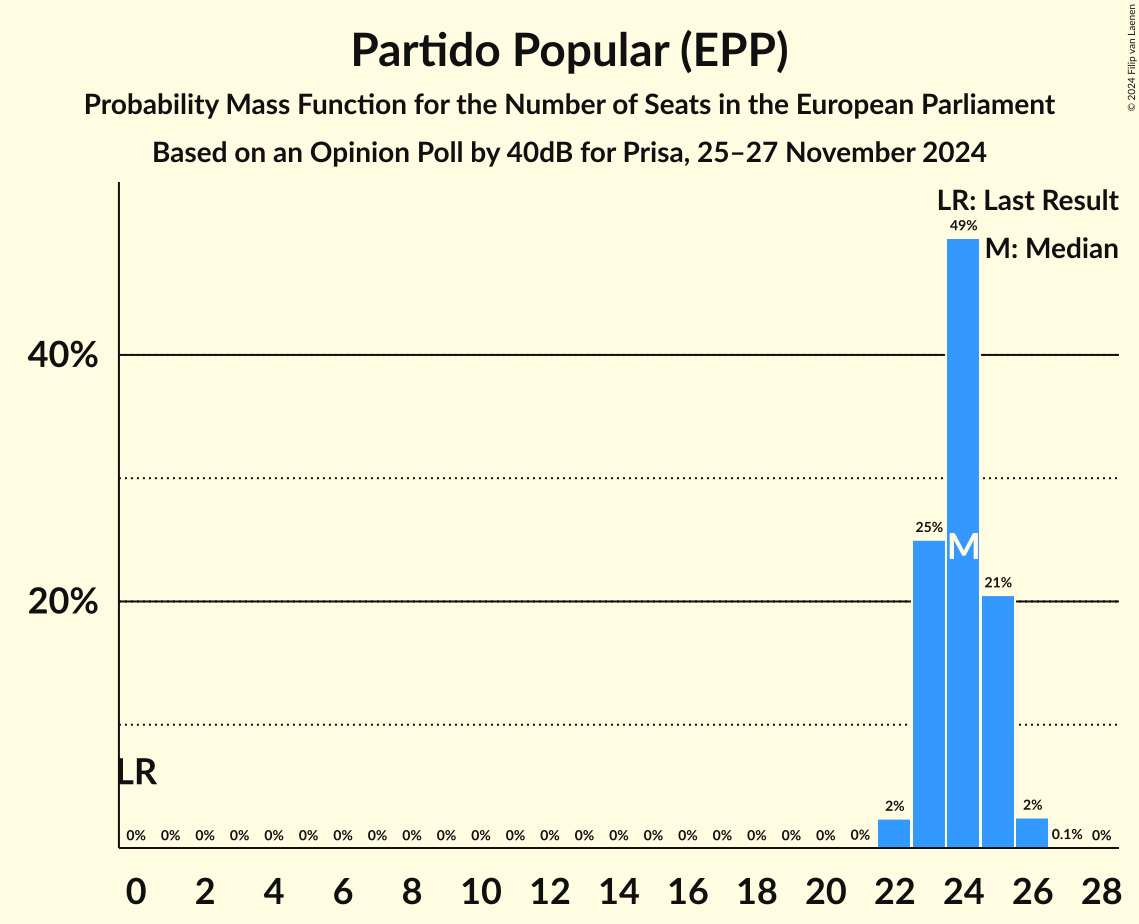 Partido Popular (EPP)
Probability Mass Function for the Number of Seats in the European Parliament
Based on an Opinion Poll by 40dB for Prisa, 25–27 November 2024
© 2024 Filip van Laenen
LR: Last Result
49%
M: Median
40%
25%
M
21%
20%
LR
2% 2%
0% 0% 0% 0% 0% 0% 0% 0% 0% 0% 0% 0% 0% 0% 0% 0% 0% 0% 0% 0% 0% 0% 0.1% 0%
0 2 4 6 8 10 12 14 16 18 20 22 24 26 28